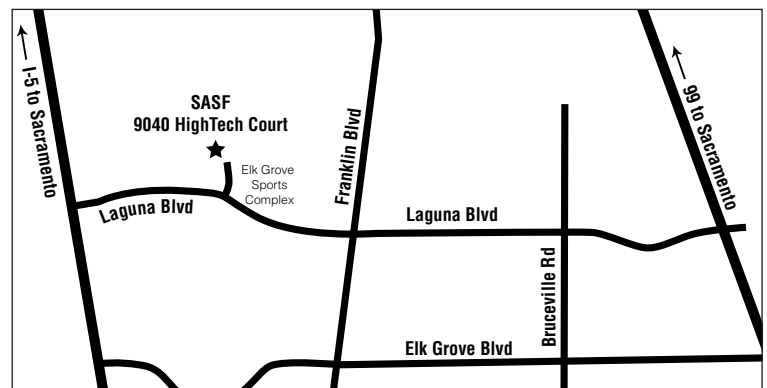 I-5 to Sacramento
SASF
9040 HighTech Court
Elk Grove
Sports
Complex
Laguna Blvd
Franklin Blvd
Laguna Blvd
Bruceville Rd
99 to Sacramento
Elk Grove Blvd